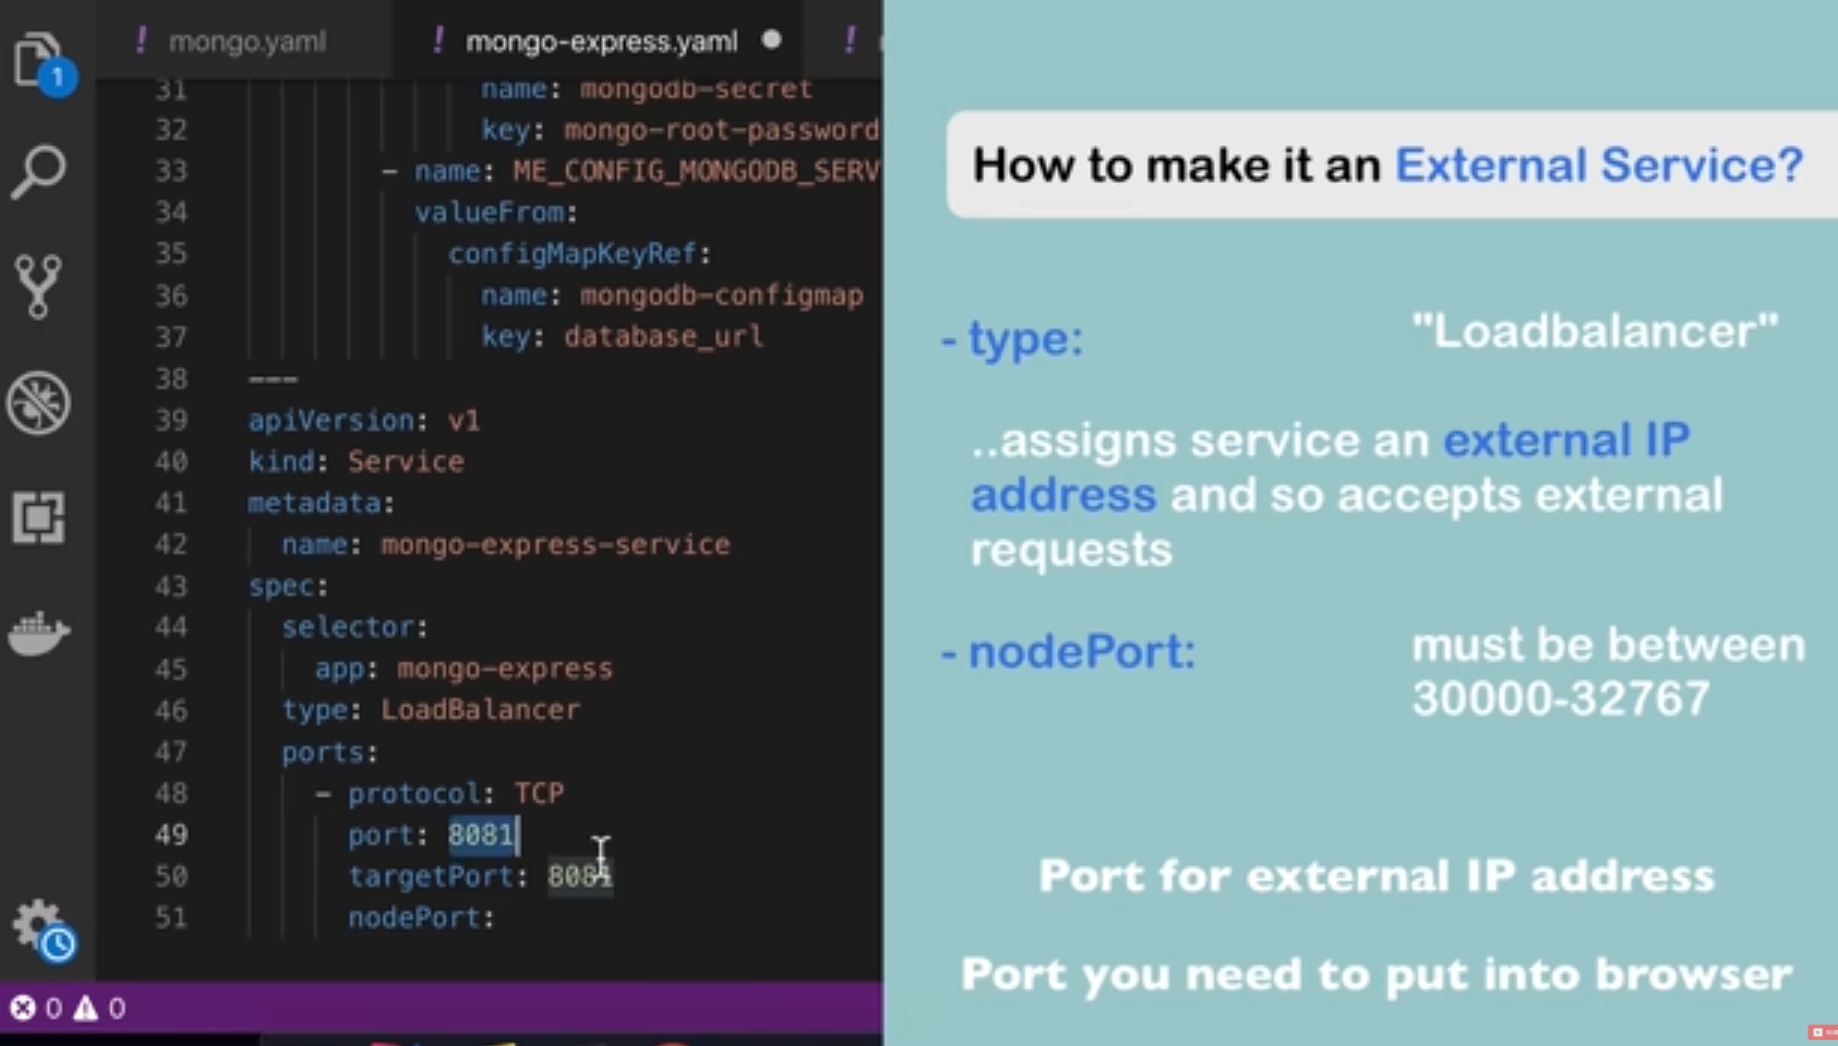 mongo.yaml
mongo-express.yaml
1
31 name: mongodb-secret
32 key: mongo-root-password
33 - name: ME_CONFIG_MONGODB_SERV
34 valueFrom:
35 configMapKeyRef:
36 name: mongodb-configmap
37 key: database_url
38 ---
39 apiVersion: v1
40 kind: Service
41 metadata:
42 name: mongo-express-service
43 spec:
44 selector:
45 app: mongo-express
46 type: LoadBalancer
47 ports:
48 - protocol: TCP
49 port: 8081
50 targetPort: 8081
51 nodePort:
0 0
How to make it an External Service?
- type: "Loadbalancer"
..assigns service an external IP
address and so accepts external
requests
- nodePort: must be between
30000-32767
Port for external IP address
Port you need to put into browser